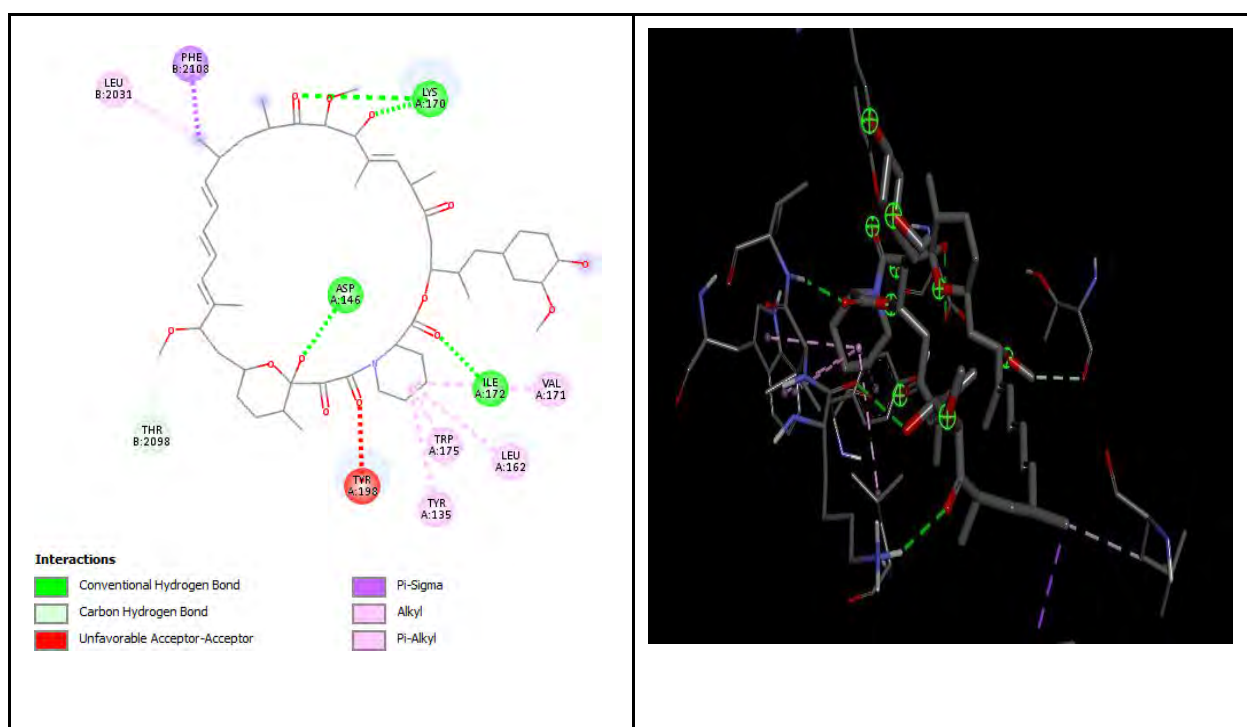 PHE
B:2108
LEU
B:2031
LYS
A:170
O
O
O
O
O
O
ASP
A:146
O
O
O
O
O
O
N
ILE
A:172
VAL
A:171
O
O
O
THR
B:2098
TRP
A:175
LEU
A:162
TYR
A:198
TYR
A:135
Interactions
Conventional Hydrogen Bond
Carbon Hydrogen Bond
Unfavorable Acceptor-Acceptor
Pi-Sigma
Alkyl
Pi-Alkyl